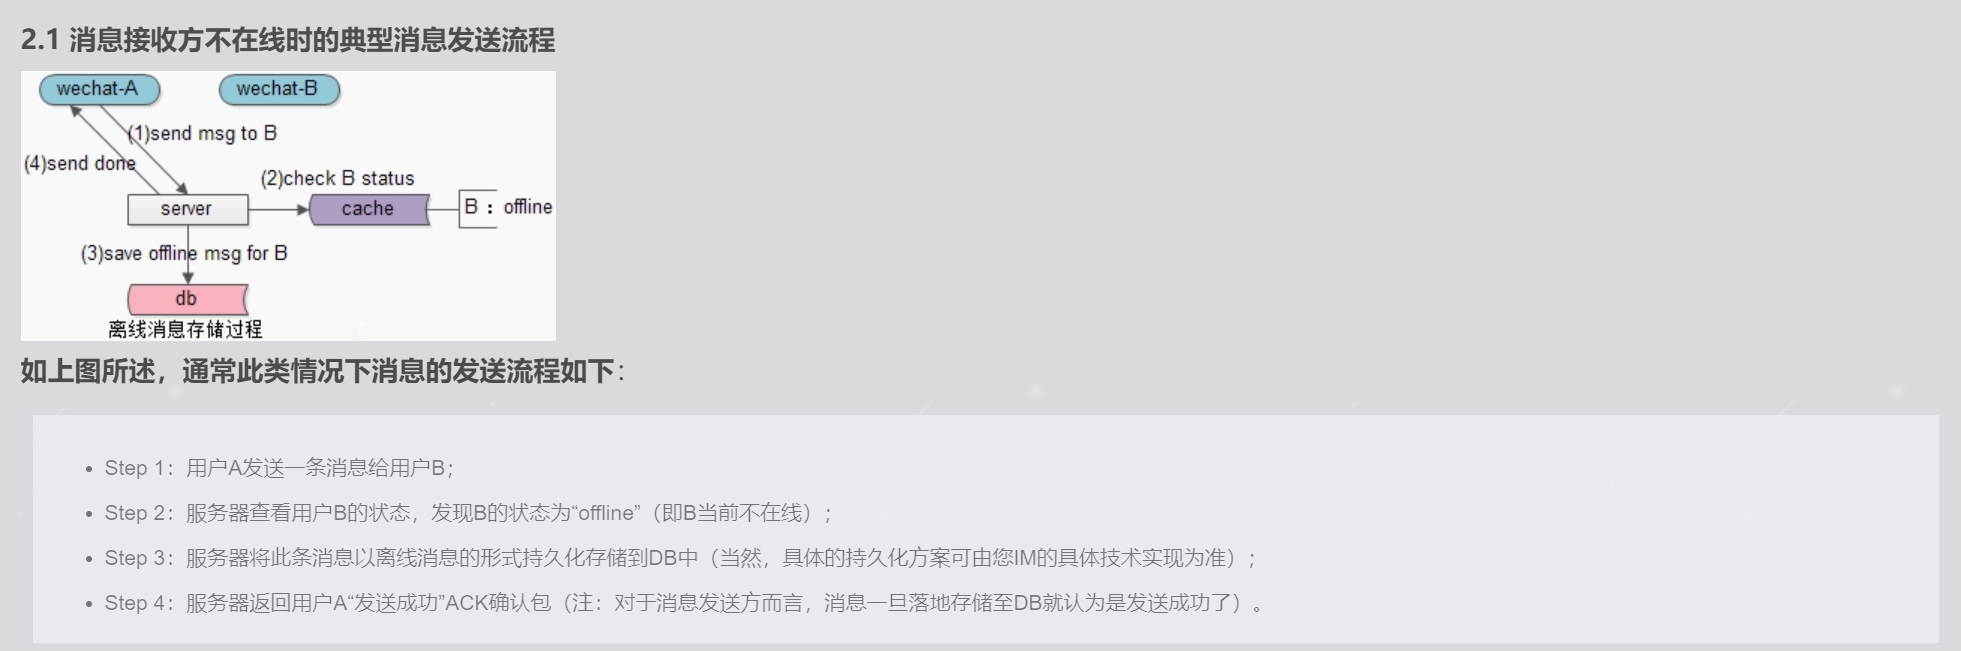 2.1 消息接收方不在线时的典型消息发送流程
wechat-A
wechat-B
(1)send msg to B
(4)send done
(2)check B status
server
cache
B：offline
(3)save offline msg for B
db
离线消息存储过程
如上图所述，通常此类情况下消息的发送流程如下：
• Step 1：用户A发送一条消息给用户B；
• Step 2：服务器查看用户B的状态，发现B的状态为“offline”（即B当前不在线）；
• Step 3：服务器将此条消息以离线消息的形式持久化存储到DB中（当然，具体的持久化方案可由您IM的具体技术实现为准）；
• Step 4：服务器返回用户A“发送成功”ACK确认包（注：对于消息发送方而言，消息一旦落地存储至DB就认为是发送成功了）。